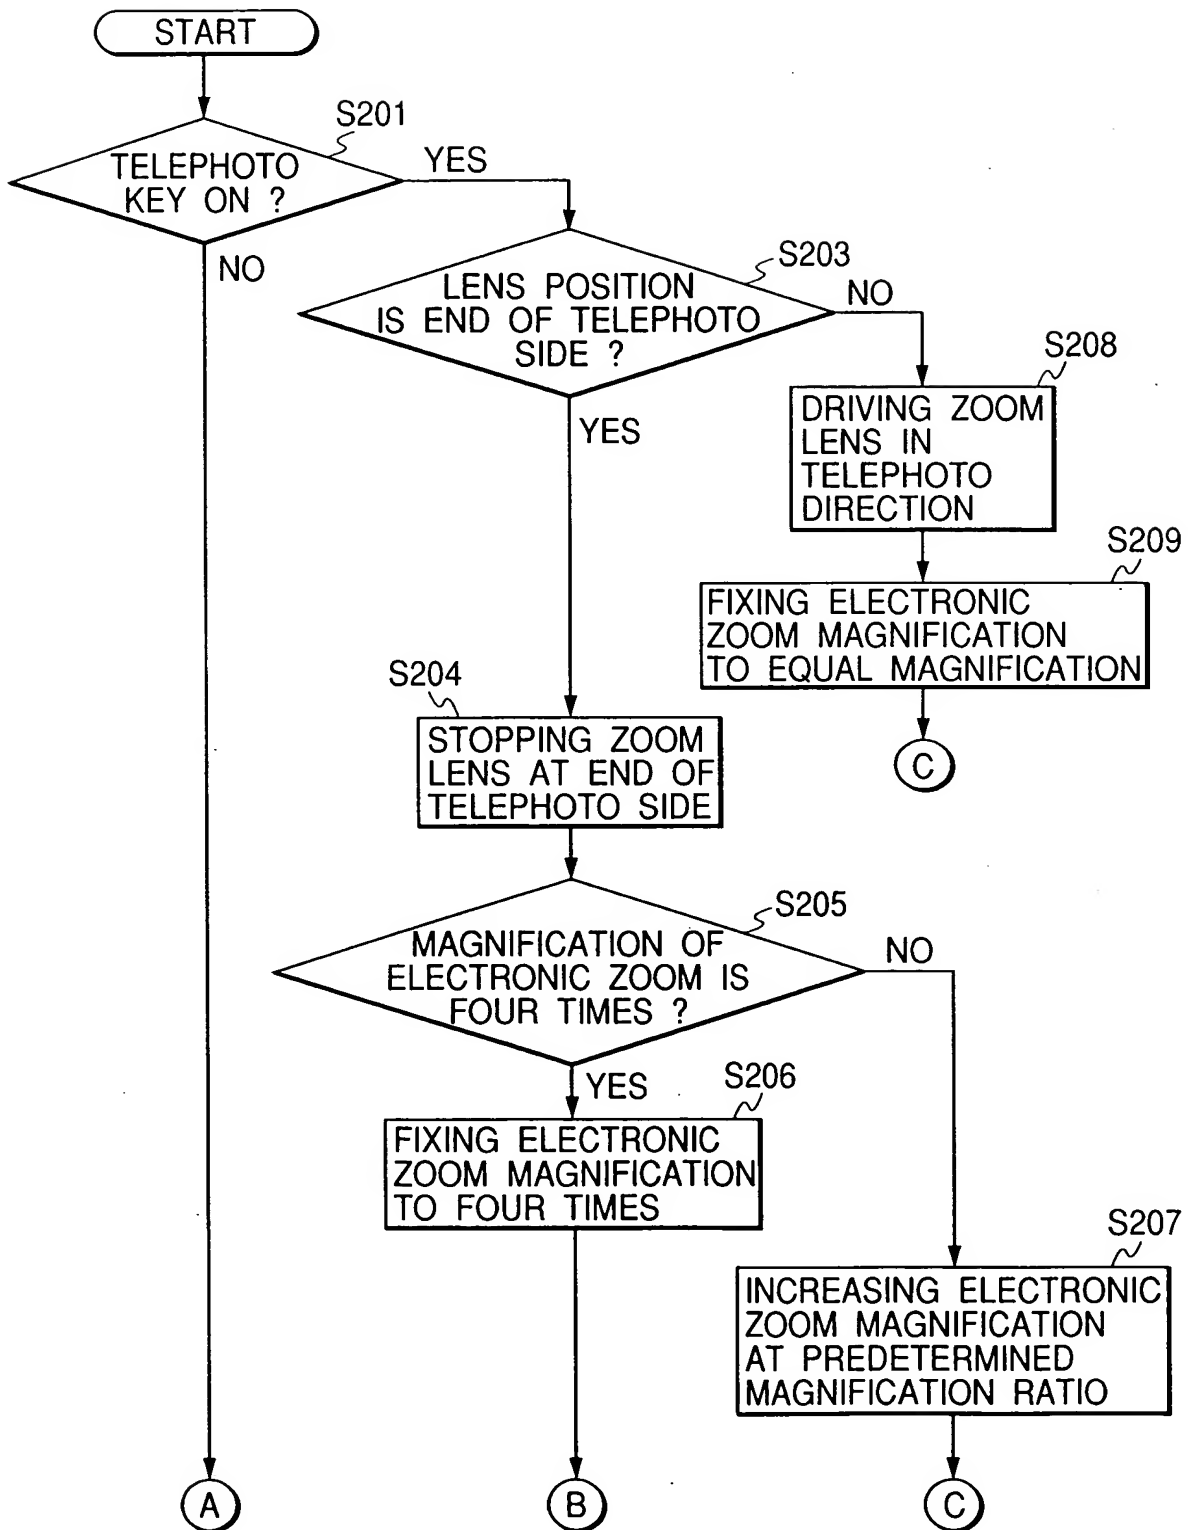 START
S201
TELEPHOTO
KEY ON ?
YES
NO
S203
LENS POSITION
IS END OF TELEPHOTO
SIDE ?
NO
YES
S208
DRIVING ZOOM
LENS IN
TELEPHOTO
DIRECTION
S209
FIXING ELECTRONIC
ZOOM MAGNIFICATION
TO EQUAL MAGNIFICATION
C
S204
STOPPING ZOOM
LENS AT END OF
TELEPHOTO SIDE
S205
MAGNIFICATION OF
ELECTRONIC ZOOM IS
FOUR TIMES ?
NO
YES
S206
FIXING ELECTRONIC
ZOOM MAGNIFICATION
TO FOUR TIMES
S207
INCREASING ELECTRONIC
ZOOM MAGNIFICATION
AT PREDETERMINED
MAGNIFICATION RATIO
A
B
C